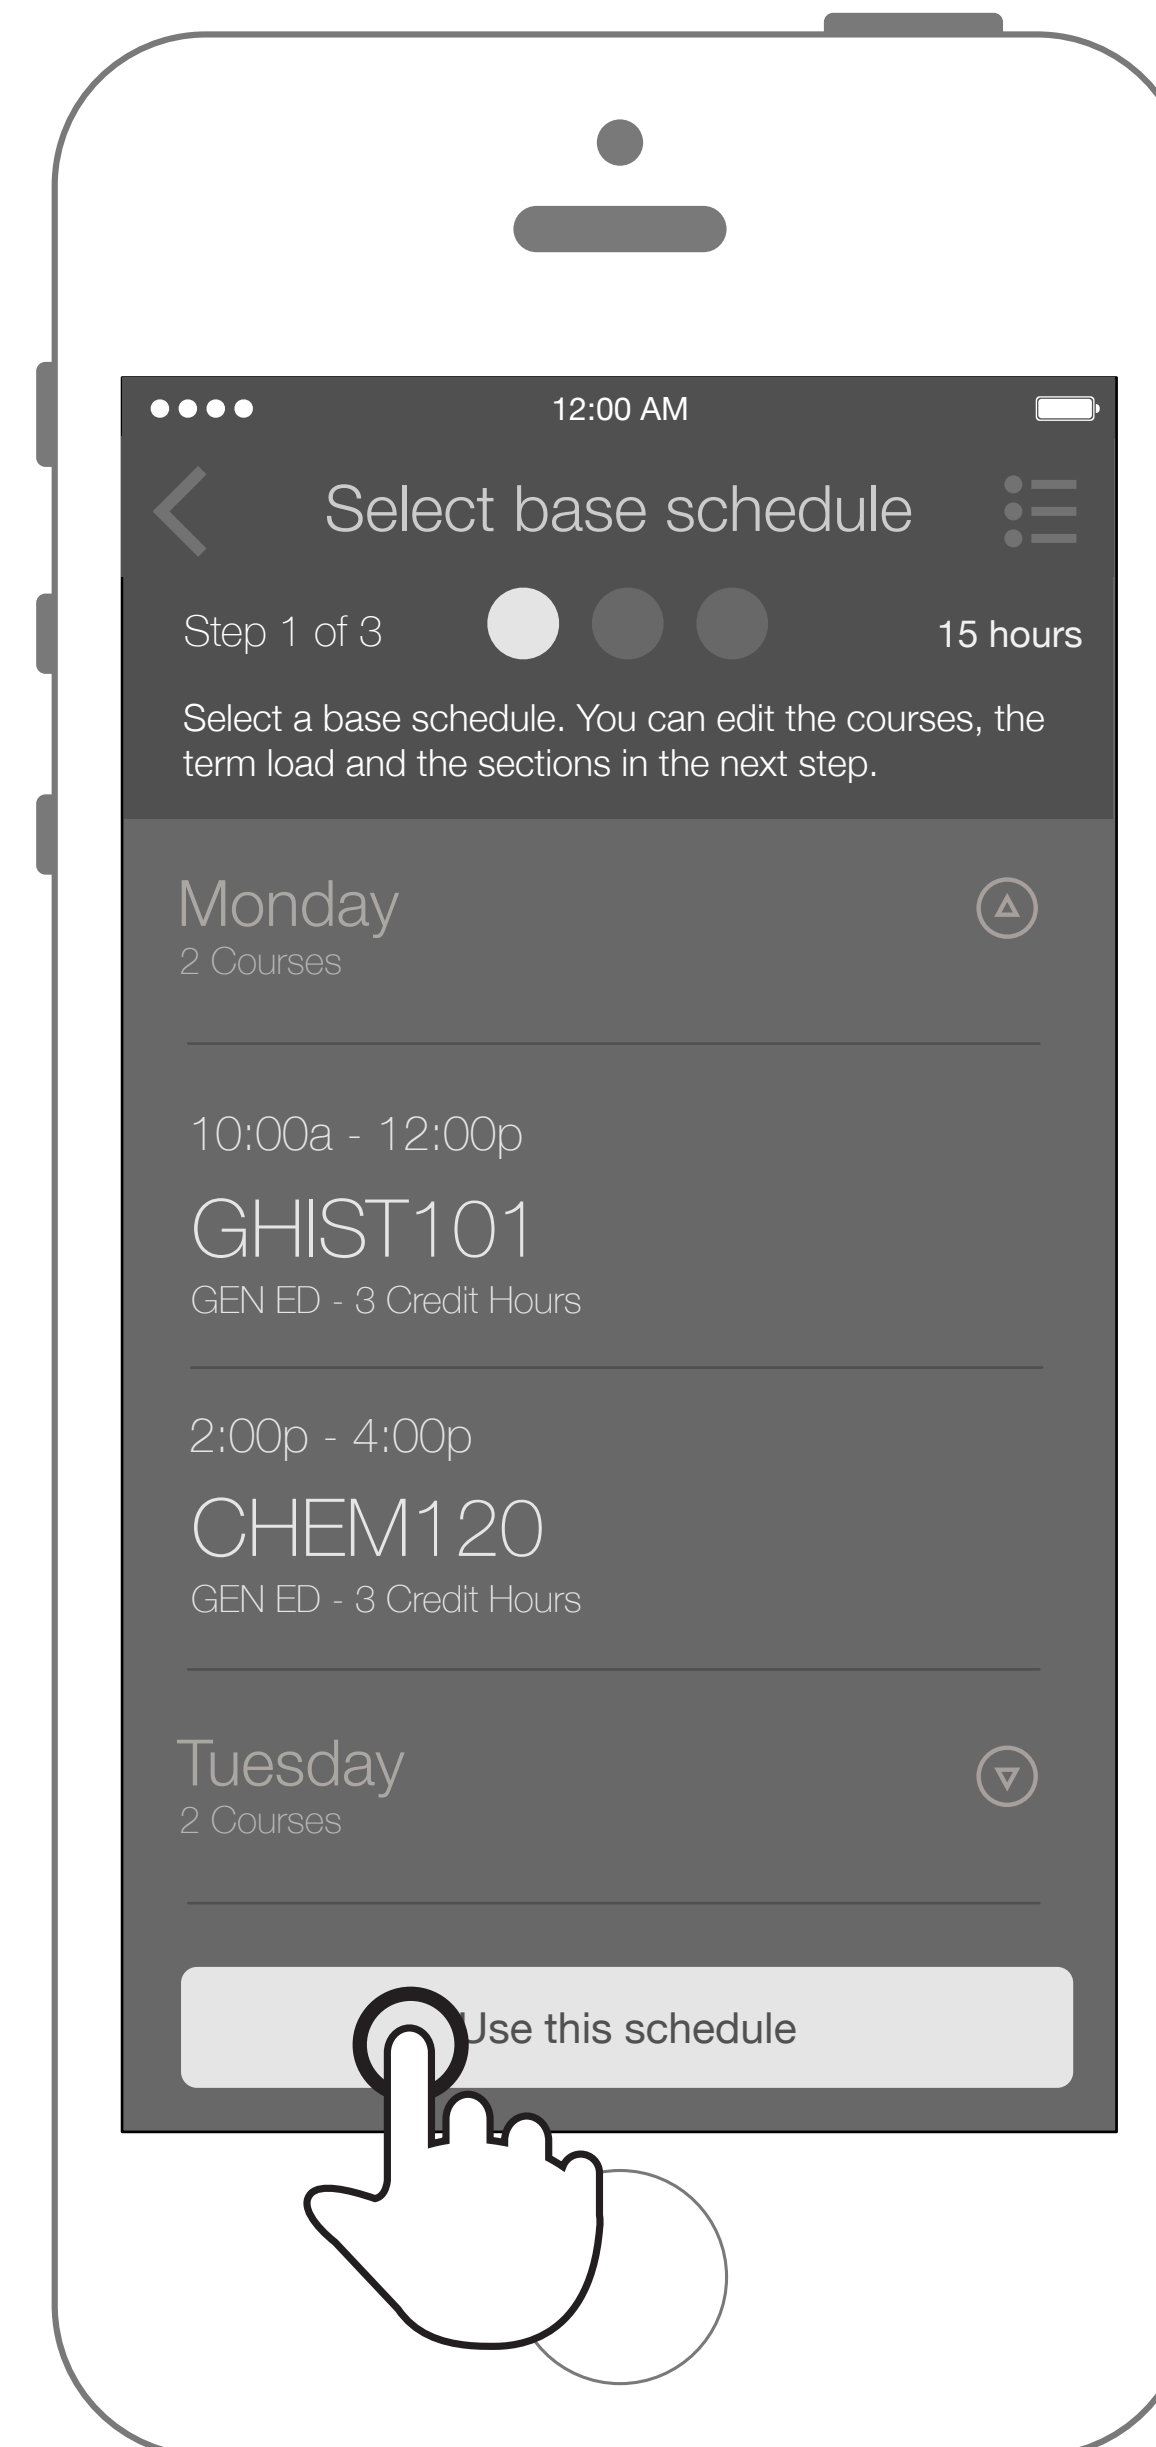 12:00 AM
Select base schedule
Step 1 of 3
15 hours
Select a base schedule. You can edit the courses, the
term load and the sections in the next step.
Monday
2 Courses
10:00a - 12:00p
GHIST101
GEN ED - 3 Credit Hours
2:00p - 4:00p
CHEM120
GEN ED - 3 Credit Hours
Tuesday
2 Courses
Use this schedule